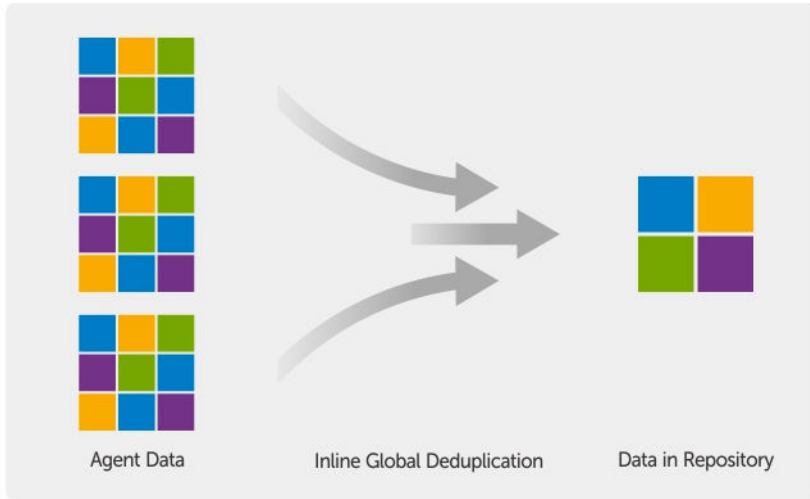 Agent Data
Inline Global Deduplication
Data in Repository